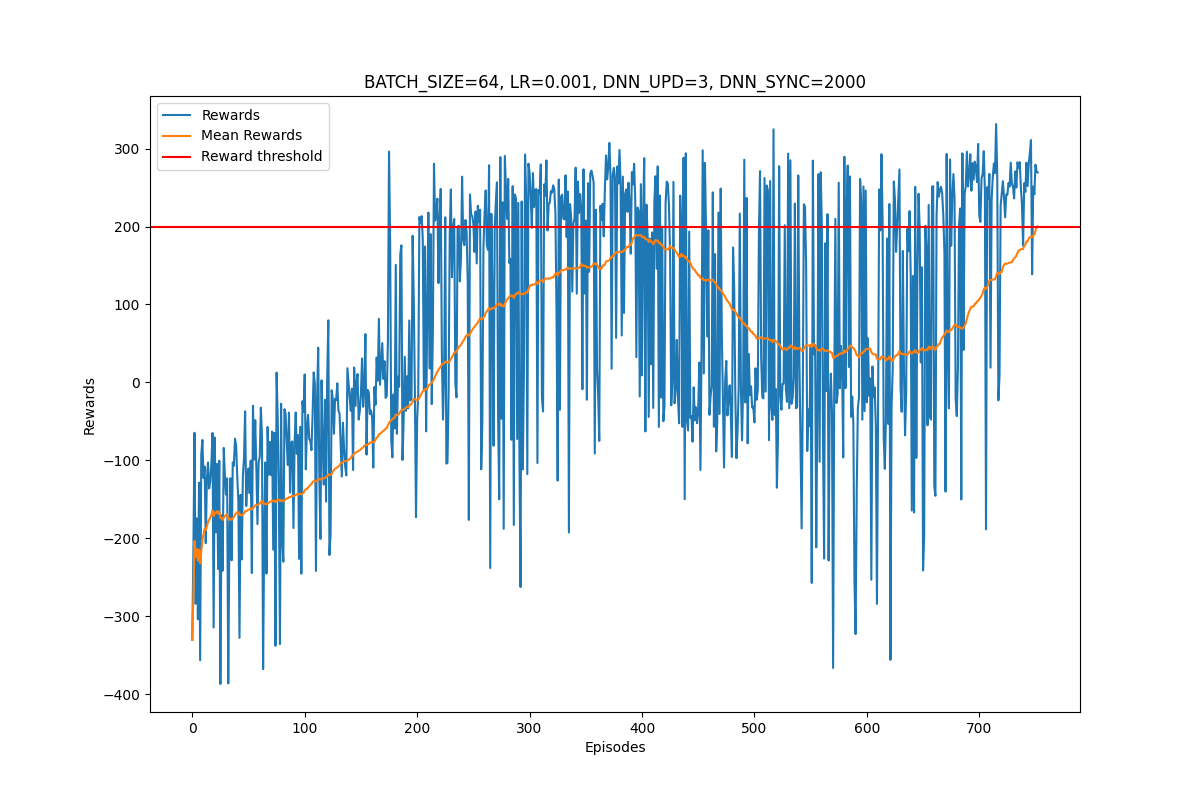 BATCH_SIZE=64, LR=0.001, DNN_UPD=3, DNN_SYNC=2000
Rewards
Mean Rewards
Reward threshold
300
200
100
0
−100
−200
−300
−400
Rewards
0 100 200 300 400 500 600 700
Episodes